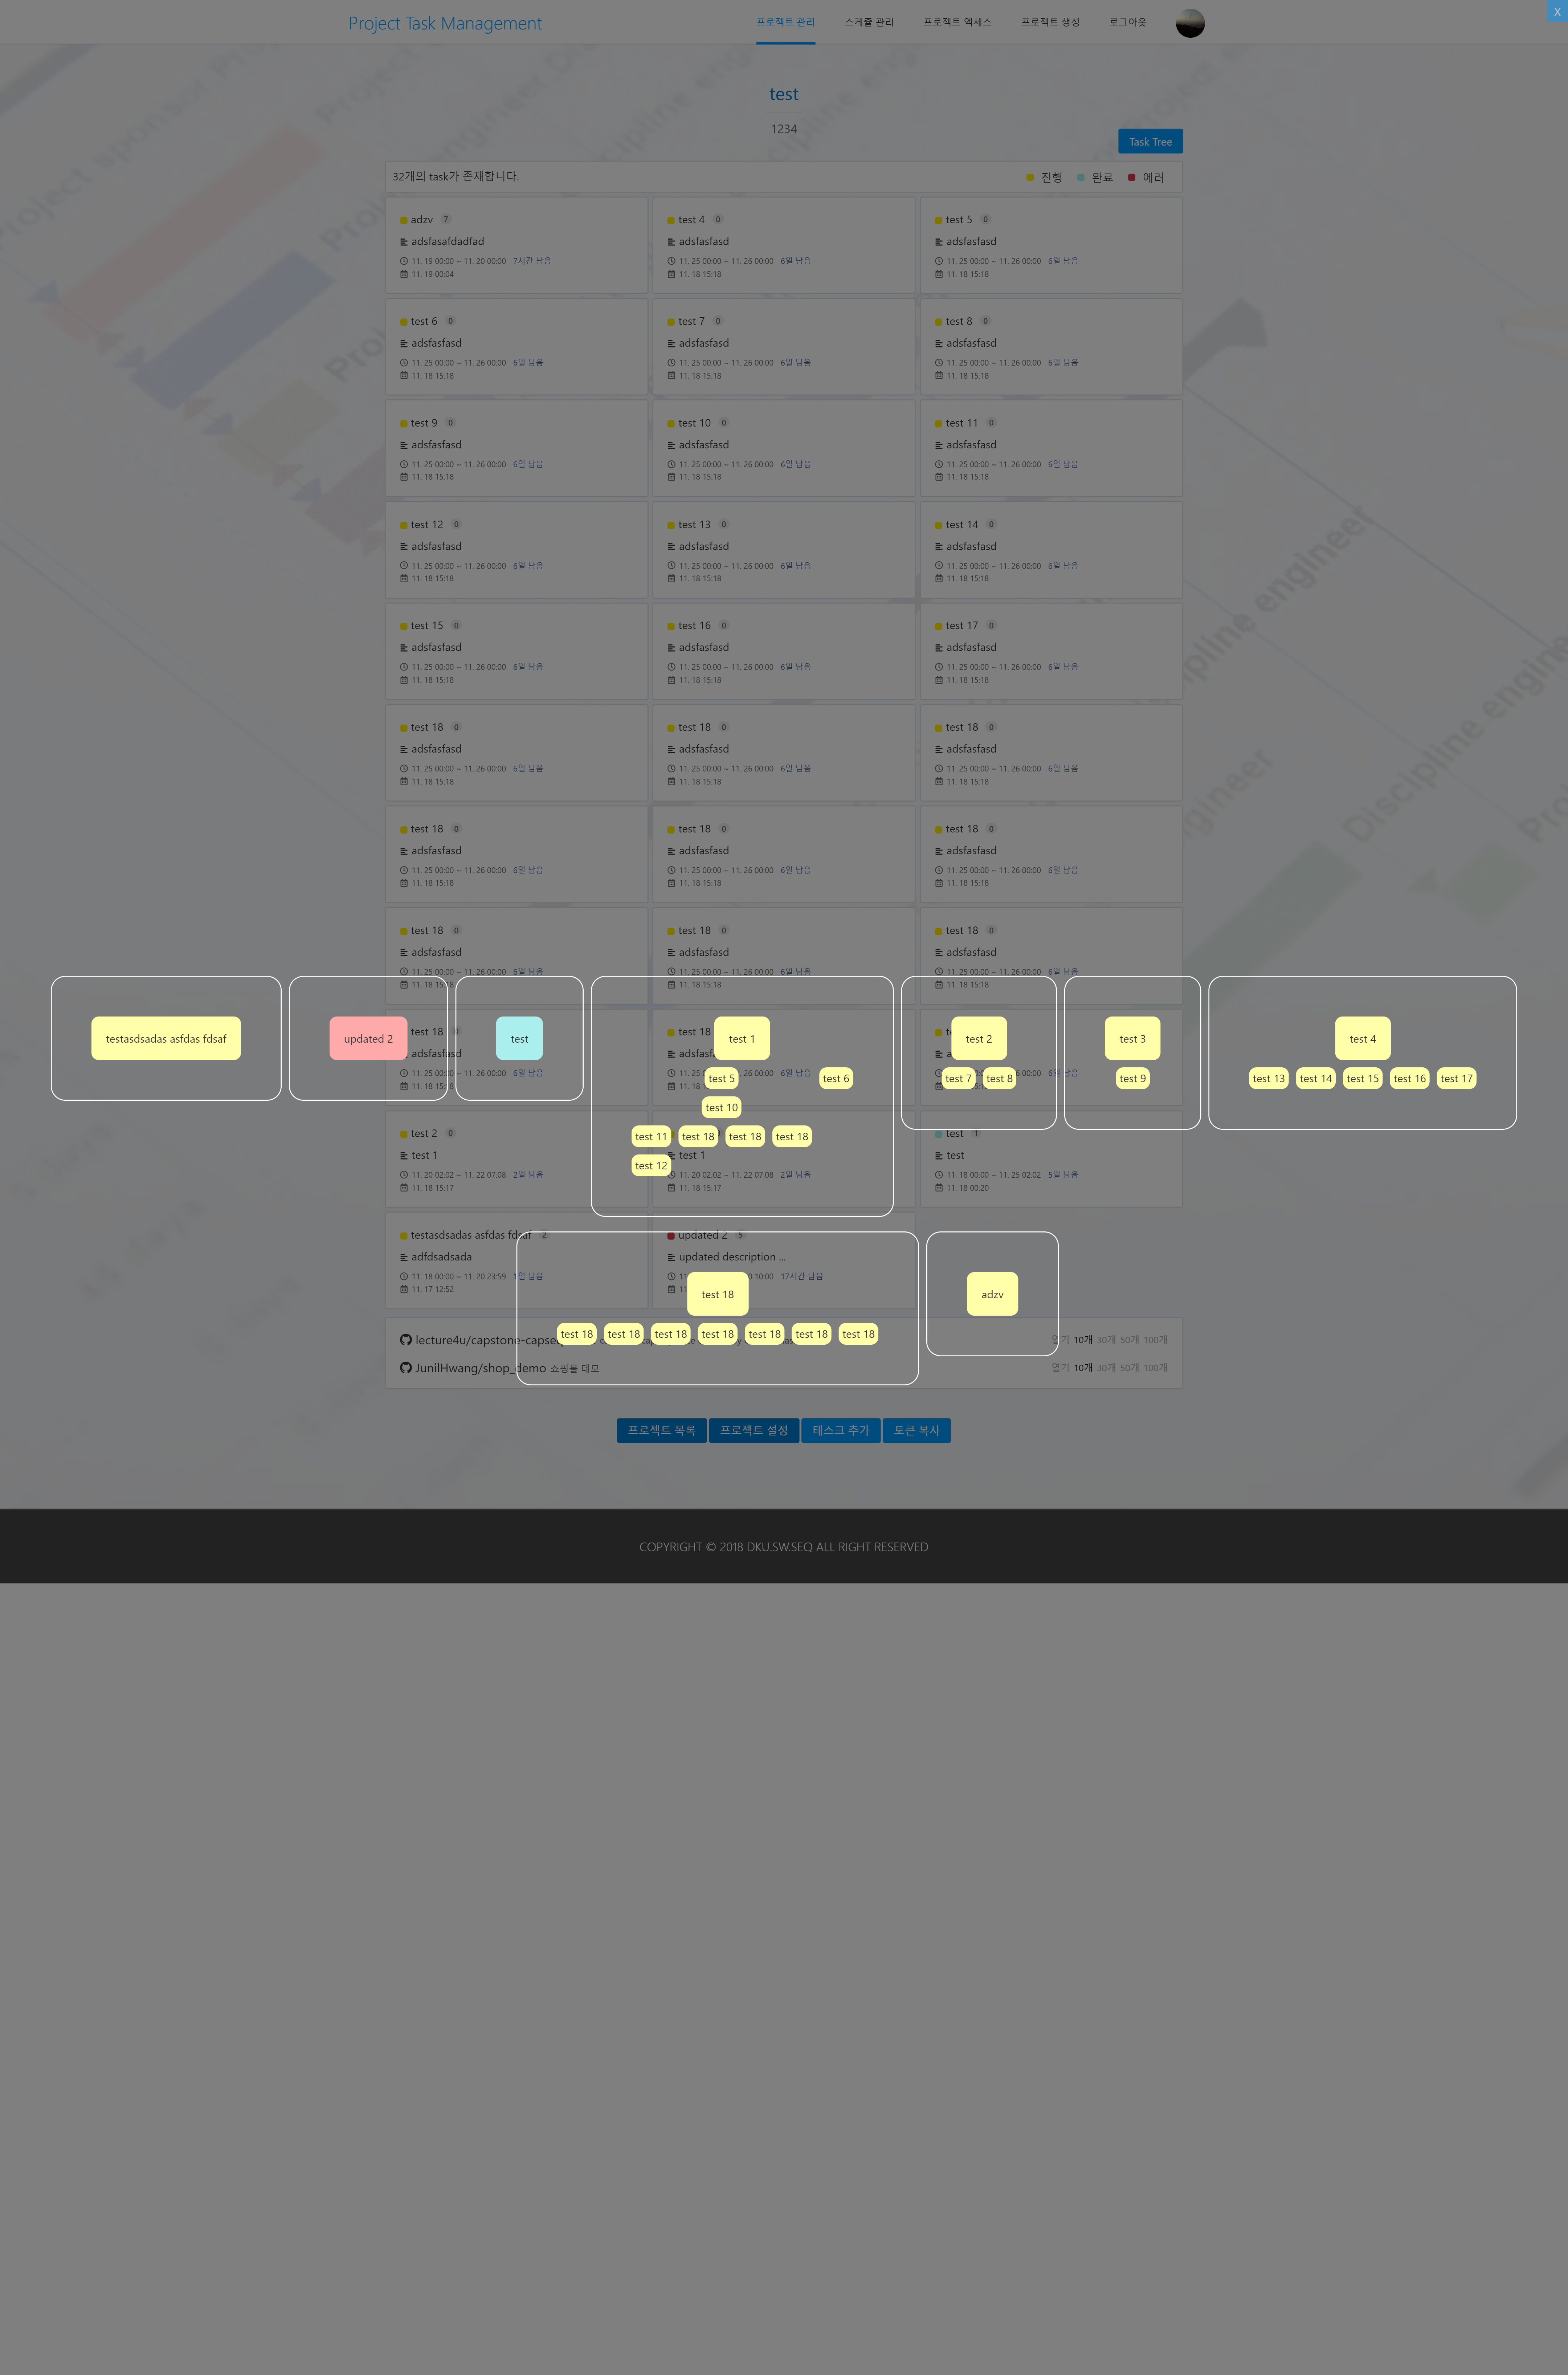 Project Task Management
프로젝트 관리 스케쥴 관리 프로젝트 엑세스 프로젝트 생성 로그아웃
X
test
1234
Task Tree
32개의 task가 존재합니다.
진행 완료 에러
adzv 7
adsfasafdadfad
11. 19 00:00 ~ 11. 20 00:00 7시간 남음
11. 19 00:04
test 4 0
adsfasfasd
11. 25 00:00 ~ 11. 26 00:00 6일 남음
11. 18 15:18
test 5 0
adsfasfasd
11. 25 00:00 ~ 11. 26 00:00 6일 남음
11. 18 15:18
test 6 0
adsfasfasd
11. 25 00:00 ~ 11. 26 00:00 6일 남음
11. 18 15:18
test 7 0
adsfasfasd
11. 25 00:00 ~ 11. 26 00:00 6일 남음
11. 18 15:18
test 8 0
adsfasfasd
11. 25 00:00 ~ 11. 26 00:00 6일 남음
11. 18 15:18
test 9 0
adsfasfasd
11. 25 00:00 ~ 11. 26 00:00 6일 남음
11. 18 15:18
test 10 0
adsfasfasd
11. 25 00:00 ~ 11. 26 00:00 6일 남음
11. 18 15:18
test 11 0
adsfasfasd
11. 25 00:00 ~ 11. 26 00:00 6일 남음
11. 18 15:18
test 12 0
adsfasfasd
11. 25 00:00 ~ 11. 26 00:00 6일 남음
11. 18 15:18
test 13 0
adsfasfasd
11. 25 00:00 ~ 11. 26 00:00 6일 남음
11. 18 15:18
test 14 0
adsfasfasd
11. 25 00:00 ~ 11. 26 00:00 6일 남음
11. 18 15:18
test 15 0
adsfasfasd
11. 25 00:00 ~ 11. 26 00:00 6일 남음
11. 18 15:18
test 16 0
adsfasfasd
11. 25 00:00 ~ 11. 26 00:00 6일 남음
11. 18 15:18
test 17 0
adsfasfasd
11. 25 00:00 ~ 11. 26 00:00 6일 남음
11. 18 15:18
test 18 0
adsfasfasd
11. 25 00:00 ~ 11. 26 00:00 6일 남음
11. 18 15:18
test 18 0
adsfasfasd
11. 25 00:00 ~ 11. 26 00:00 6일 남음
11. 18 15:18
test 18 0
adsfasfasd
11. 25 00:00 ~ 11. 26 00:00 6일 남음
11. 18 15:18
test 18 0
adsfasfasd
11. 25 00:00 ~ 11. 26 00:00 6일 남음
11. 18 15:18
test 18 0
adsfasfasd
11. 25 00:00 ~ 11. 26 00:00 6일 남음
11. 18 15:18
test 18 0
adsfasfasd
11. 25 00:00 ~ 11. 26 00:00 6일 남음
11. 18 15:18
test 18 0
adsfasfasd
11. 25 00:00 ~ 11. 26 00:00 6일 남음
11. 18 15:18
test 18 0
adsfasfasd
11. 25 00:00 ~ 11. 26 00:00 6일 남음
11. 18 15:18
test 18 0
adsfasfasd
11. 25 00:00 ~ 11. 26 00:00 6일 남음
11. 18 15:18
testasdsadas asfdas fdsaf
updated 2
test
test 1
test 5 test 6
test 10
test 11 test 18 test 18 test 18
test 12
test 2
test 7 test 8
test 3
test 9
test 4
test 13 test 14 test 15 test 16 test 17
test 18
adsfasfasd
11. 25 00:00 ~ 11. 26 00:00 6일 남음
11. 18 15:18
test 18
test 2 0
test 1
11. 20 02:02 ~ 11. 22 07:08 2일 남음
11. 18 15:17
test 1
11. 20 02:02 ~ 11. 22 07:08 2일 남음
11. 18 15:17
test 1
test
11. 18 00:00 ~ 11. 25 02:02 5일 남음
11. 18 00:20
testasdsadas asfdas fdsaf 2
adfdsadsada
11. 18 00:00 ~ 11. 20 23:59 1일 남음
11. 17 12:52
updated 2 5
updated description ...
10:00 17시간 남음
test 18
test 18 test 18 test 18 test 18 test 18 test 18 test 18
adzv
lecture4u/capstone-capseq
열기 10개 30개 50개 100개
JunilHwang/shop_demo 쇼핑몰 데모
열기 10개 30개 50개 100개
프로젝트 목록 프로젝트 설정 테스크 추가 토큰 복사
COPYRIGHT © 2018 DKU.SW.SEQ ALL RIGHT RESERVED